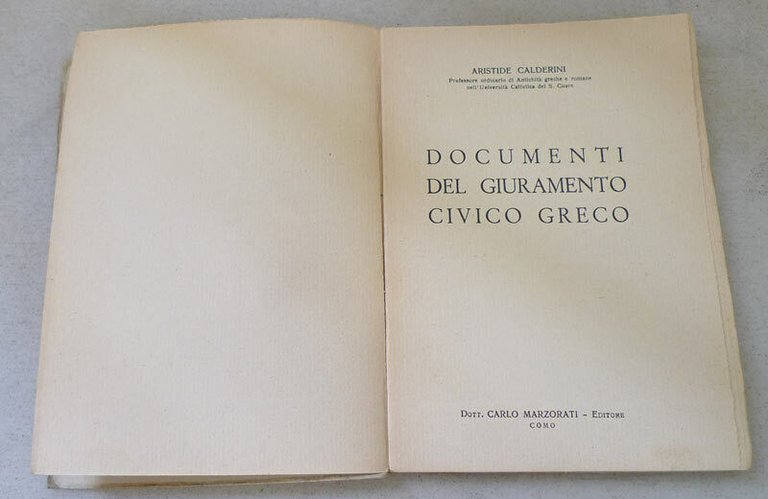 ARISTIDE CALDERINI
Professore ordinario di Antichità greche e romane
nell'Università Cattolica del S. Cuore
DOCUMENTI
DEL GIURAMENTO
CIVICO GRECO
DOTT. CARLO MARZORATI - EDITORE
COMO